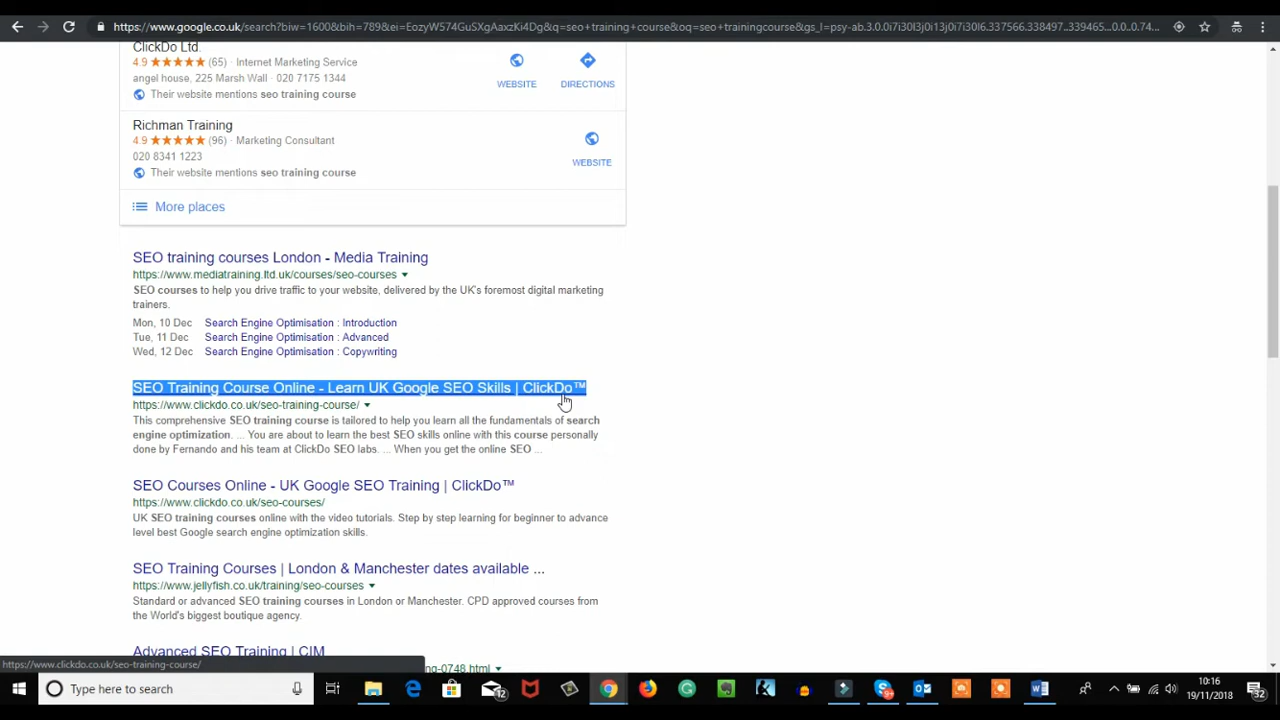 https://www.google.co.uk/search?biw=1600&bih=789&ei=EozyW574GuSXgAaxzKi4Dg&q=seo+training+course&oq=seo+trainingcourse&gs_l=psy-ab.3.0.0i7i30l3j0i13j0i7i30l6.337566.338497..339465...0.0..0.74...
ClickDo Ltd.
4.9 ★★★★★ (65) · Internet Marketing Service
angel house, 225 Marsh Wall · 020 7175 1344
WEBSITE DIRECTIONS
Their website mentions seo training course
Richman Training
4.9 ★★★★★ (96) · Marketing Consultant
020 8341 1223
WEBSITE
Their website mentions seo training course
More places
SEO training courses London - Media Training
https://www.mediatraining.ltd.uk/courses/seo-courses
SEO courses to help you drive traffic to your website, delivered by the UK's foremost digital marketing
trainers.
Mon, 10 Dec Search Engine Optimisation : Introduction
Tue, 11 Dec Search Engine Optimisation : Advanced
Wed, 12 Dec Search Engine Optimisation : Copywriting
SEO Training Course Online - Learn UK Google SEO Skills | ClickDo™
https://www.clickdo.co.uk/seo-training-course/
This comprehensive SEO training course is tailored to help you learn all the fundamentals of search
engine optimization. ... You are about to learn the best SEO skills online with this course personally
done by Fernando and his team at ClickDo SEO labs. ... When you get the online SEO ...
SEO Courses Online - UK Google SEO Training | ClickDo™
https://www.clickdo.co.uk/seo-courses/
UK SEO training courses online with the video tutorials. Step by step learning for beginner to advance
level best Google search engine optimization skills.
SEO Training Courses | London & Manchester dates available ...
https://www.jellyfish.co.uk/training/seo-courses
Standard or advanced SEO training courses in London or Manchester. CPD approved courses from
the World's biggest boutique agency.
Advanced SEO Training | CIM
https://www.clickdo.co.uk/seo-training-course/
ng-0748.html
Type here to search
12
9+
10:16
19/11/2018
32